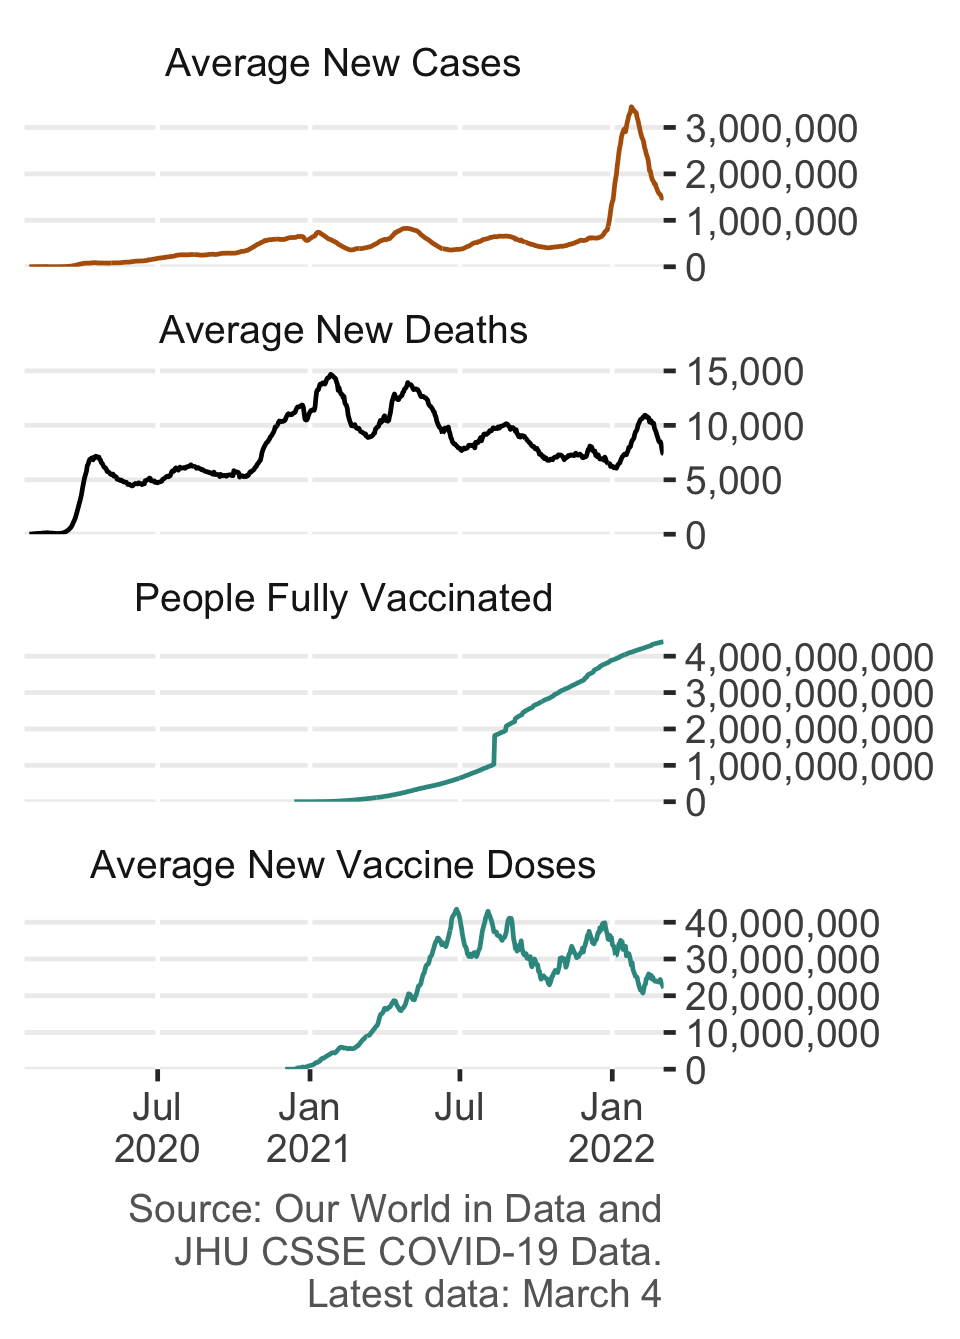 Average New Cases
3,000,000
2,000,000
1,000,000
0
Average New Deaths
15,000
10,000
5,000
0
People Fully Vaccinated
4,000,000,000
3,000,000,000
2,000,000,000
1,000,000,000
0
Average New Vaccine Doses
40,000,000
30,000,000
20,000,000
10,000,000
0
Jul Jan Jul Jan
2020 2021 2022
Source: Our World in Data and
JHU CSSE COVID-19 Data.
Latest data: March 4